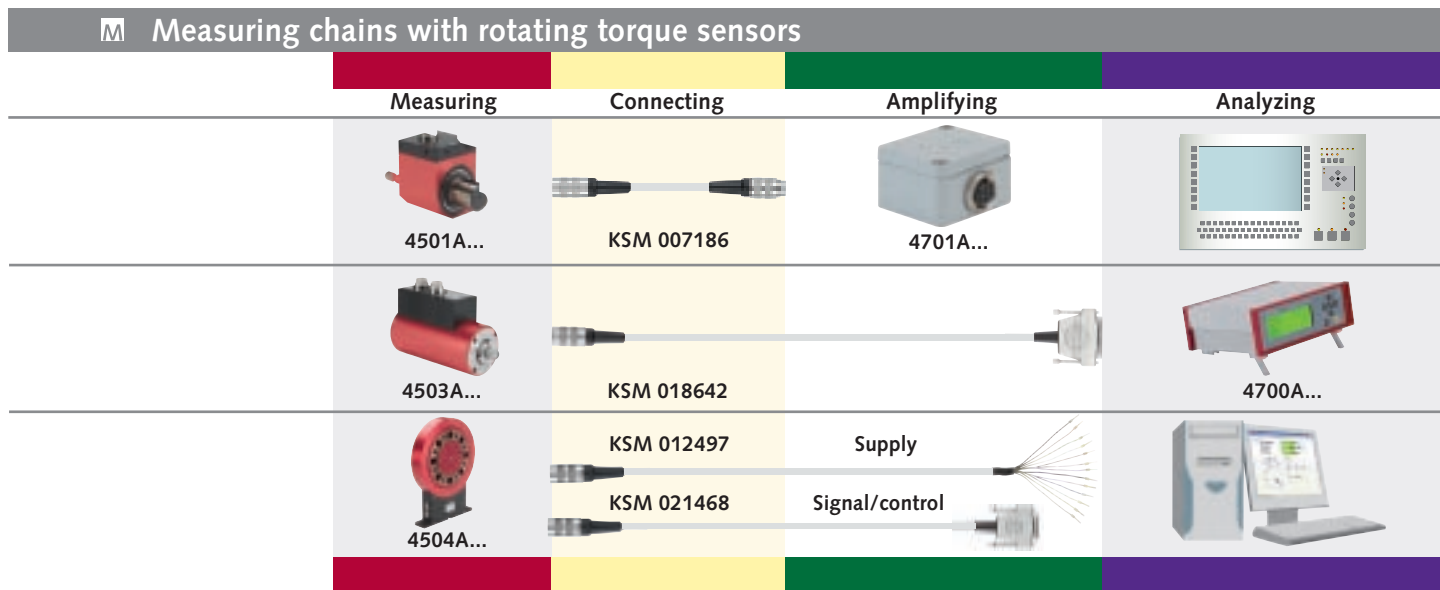 M Measuring chains with rotating torque sensors
Measuring Connecting Amplifying Analyzing
4501A... KSM 007186 4701A...
4503A... KSM 018642 4700A...
KSM 012497 Supply
KSM 021468 Signal/control
4504A...